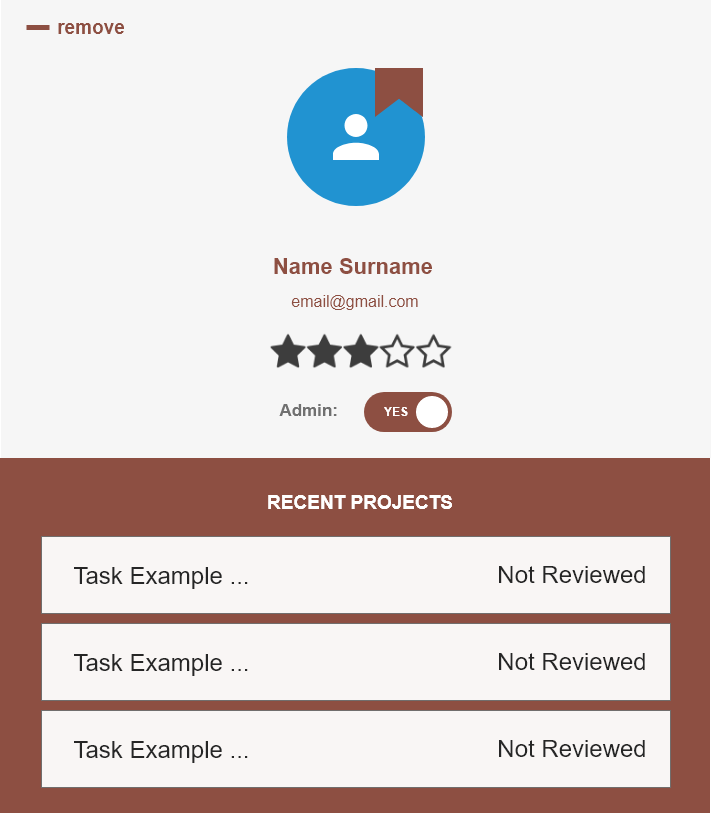 remove
Name Surname
email@gmail.com
Admin: YES
RECENT PROJECTS
Task Example ... Not Reviewed
Task Example ... Not Reviewed
Task Example ... Not Reviewed